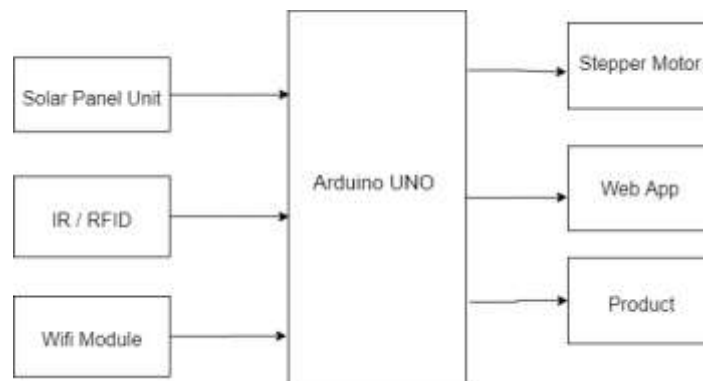 Solar Panel Unit
IR / RFID
Wifi Module
Arduino UNO
Stepper Motor
Web App
Product